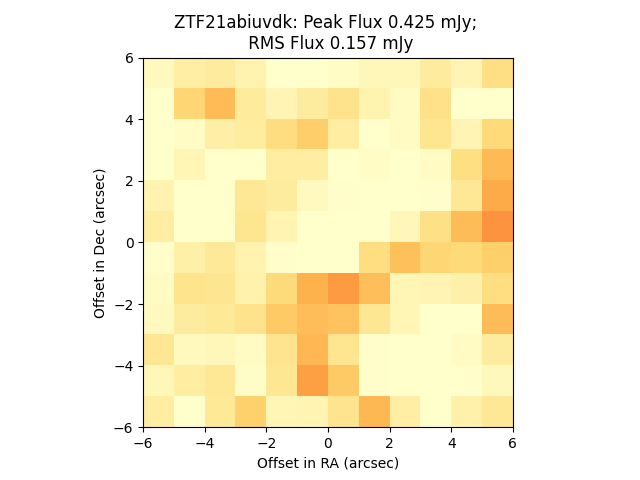 ZTF21abiuvdk: Peak Flux 0.425 mJy;
RMS Flux 0.157 mJy
6
4
2
0
−2
−4
−6
Offset in Dec (arcsec)
−6 −4 −2 0 2 4 6
Offset in RA (arcsec)